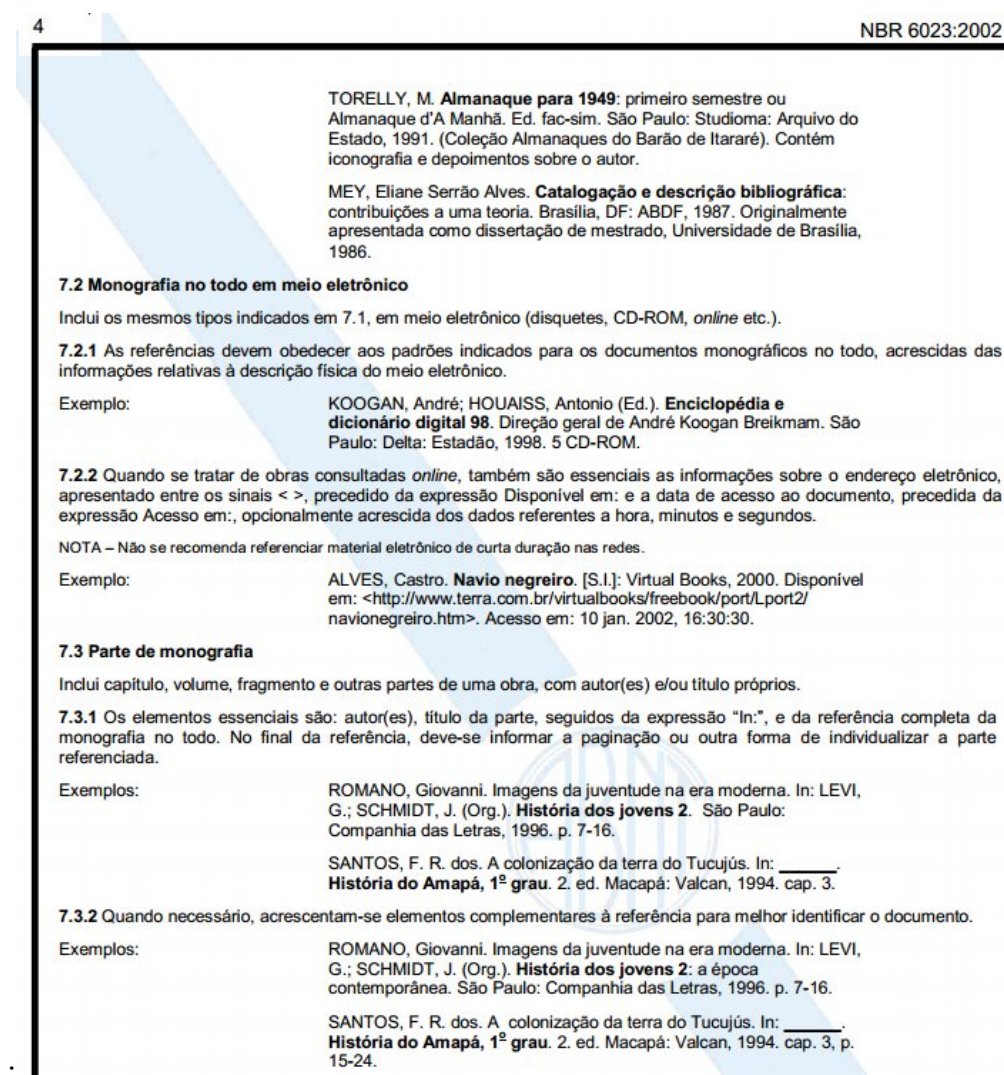 4
NBR 6023:2002
TORELLY, M. Almanaque para 1949: primeiro semestre ou
Almanaque d'A Manhã. Ed. fac-sim. São Paulo: Studioma: Arquivo do
Estado, 1991. (Coleção Almanaques do Barão de Itararé). Contém
iconografia e depoimentos sobre o autor.
MEY, Eliane Serrão Alves. Catalogação e descrição bibliográfica:
contribuições a uma teoria. Brasília, DF: ABDF, 1987. Originalmente
apresentada como dissertação de mestrado, Universidade de Brasília,
1986.
7.2 Monografia no todo em meio eletrônico
Inclui os mesmos tipos indicados em 7.1, em meio eletrônico (disquetes, CD-ROM, online etc.).
7.2.1 As referências devem obedecer aos padrões indicados para os documentos monográficos no todo, acrescidas das
informações relativas à descrição física do meio eletrônico.
Exemplo:
KOOGAN, André; HOUAISS, Antonio (Ed.). Enciclopédia e
dicionário digital 98. Direção geral de André Koogan Breikmam. São
Paulo: Delta: Estadão, 1998. 5 CD-ROM.
7.2.2 Quando se tratar de obras consultadas online, também são essenciais as informações sobre o endereço eletrônico,
apresentado entre os sinais < >, precedido da expressão Disponível em: e a data de acesso ao documento, precedida da
expressão Acesso em:, opcionalmente acrescida dos dados referentes a hora, minutos e segundos.
NOTA – Não se recomenda referenciar material eletrônico de curta duração nas redes.
Exemplo:
ALVES, Castro. Navio negreiro. [S.I.]: Virtual Books, 2000. Disponível
em: <http://www.terra.com.br/virtualbooks/freebook/port/Lport2/
navionegreiro.htm>. Acesso em: 10 jan. 2002, 16:30:30.
7.3 Parte de monografia
Inclui capítulo, volume, fragmento e outras partes de uma obra, com autor(es) e/ou título próprios.
7.3.1 Os elementos essenciais são: autor(es), título da parte, seguidos da expressão “In:”, e da referência completa da
monografia no todo. No final da referência, deve-se informar a paginação ou outra forma de individualizar a parte
referenciada.
Exemplos:
ROMANO, Giovanni. Imagens da juventude na era moderna. In: LEVI,
G.; SCHMIDT, J. (Org.). História dos jovens 2. São Paulo:
Companhia das Letras, 1996. p. 7-16.
SANTOS, F. R. dos. A colonização da terra do Tucujús. In: ______.
História do Amapá, 1º grau. 2. ed. Macapá: Valcan, 1994. cap. 3.
7.3.2 Quando necessário, acrescentam-se elementos complementares à referência para melhor identificar o documento.
Exemplos:
ROMANO, Giovanni. Imagens da juventude na era moderna. In: LEVI,
G.; SCHMIDT, J. (Org.). História dos jovens 2: a época
contemporânea. São Paulo: Companhia das Letras, 1996. p. 7-16.
SANTOS, F. R. dos. A colonização da terra do Tucujús. In: ______.
História do Amapá, 1º grau. 2. ed. Macapá: Valcan, 1994. cap. 3, p.
15-24.